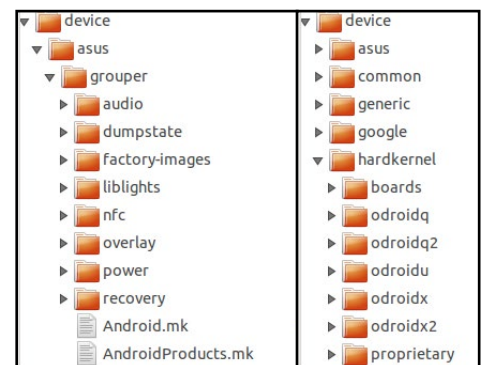 device
asus
grouper
audio
dumpstate
factory-images
liblights
nfc
overlay
power
recovery
Android.mk
AndroidProducts.mk
device
asus
common
generic
google
hardkernel
boards
odroidq
odroidq2
odroidu
odroidx
odroidx2
proprietary